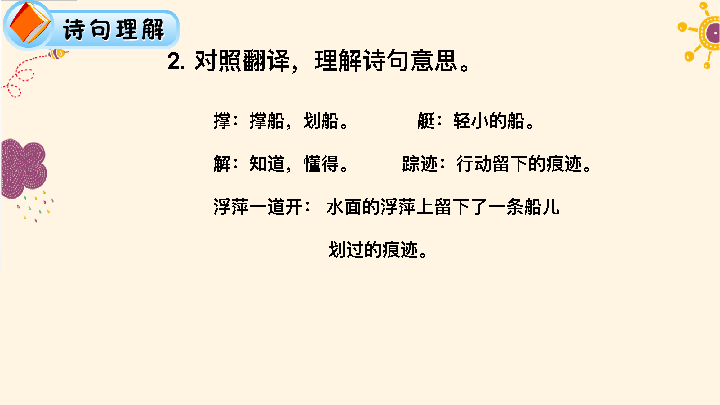 诗句理解
2. 对照翻译，理解诗句意思。
撑：撑船，划船。 艇：轻小的船。
解：知道，懂得。 踪迹：行动留下的痕迹。
浮萍一道开： 水面的浮萍上留下了一条船儿
划过的痕迹。